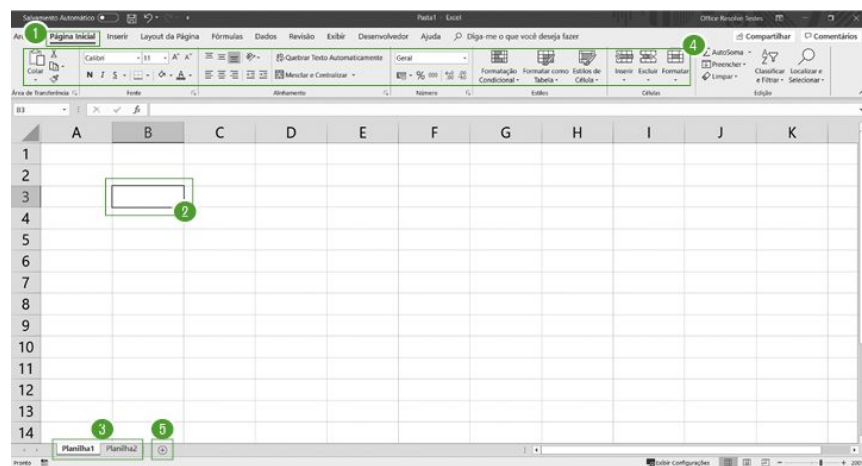 Salvamento Automático Pasta1 - Excel Office Resolve Testes
1 4
Página Inicial Inserir Layout da Página Fórmulas Dados Revisão Exibir Desenvolvedor Ajuda Diga-me o que você deseja fazer Compartilhar Comentários
Calibri 11 A A Quebrar Texto Automaticamente Geral AutoSoma
Preencher
Colar N I S A Mesclar e Centralizar % 000 Formatação Formatar como Estilos de Inserir Excluir Formatar Limpar Classificar Localizar e
Condicional Tabela Célula e Filtrar Selecionar
Área de Transferência Fonte Alinhamento Número Estilos Células Edição
B3 fx
A B C D E F G H I J K
1
2
3
2
4
5
6
7
8
9
10
11
12
13
14
3 5
Planilha1 Planilha2
Pronto Exibir Configurações